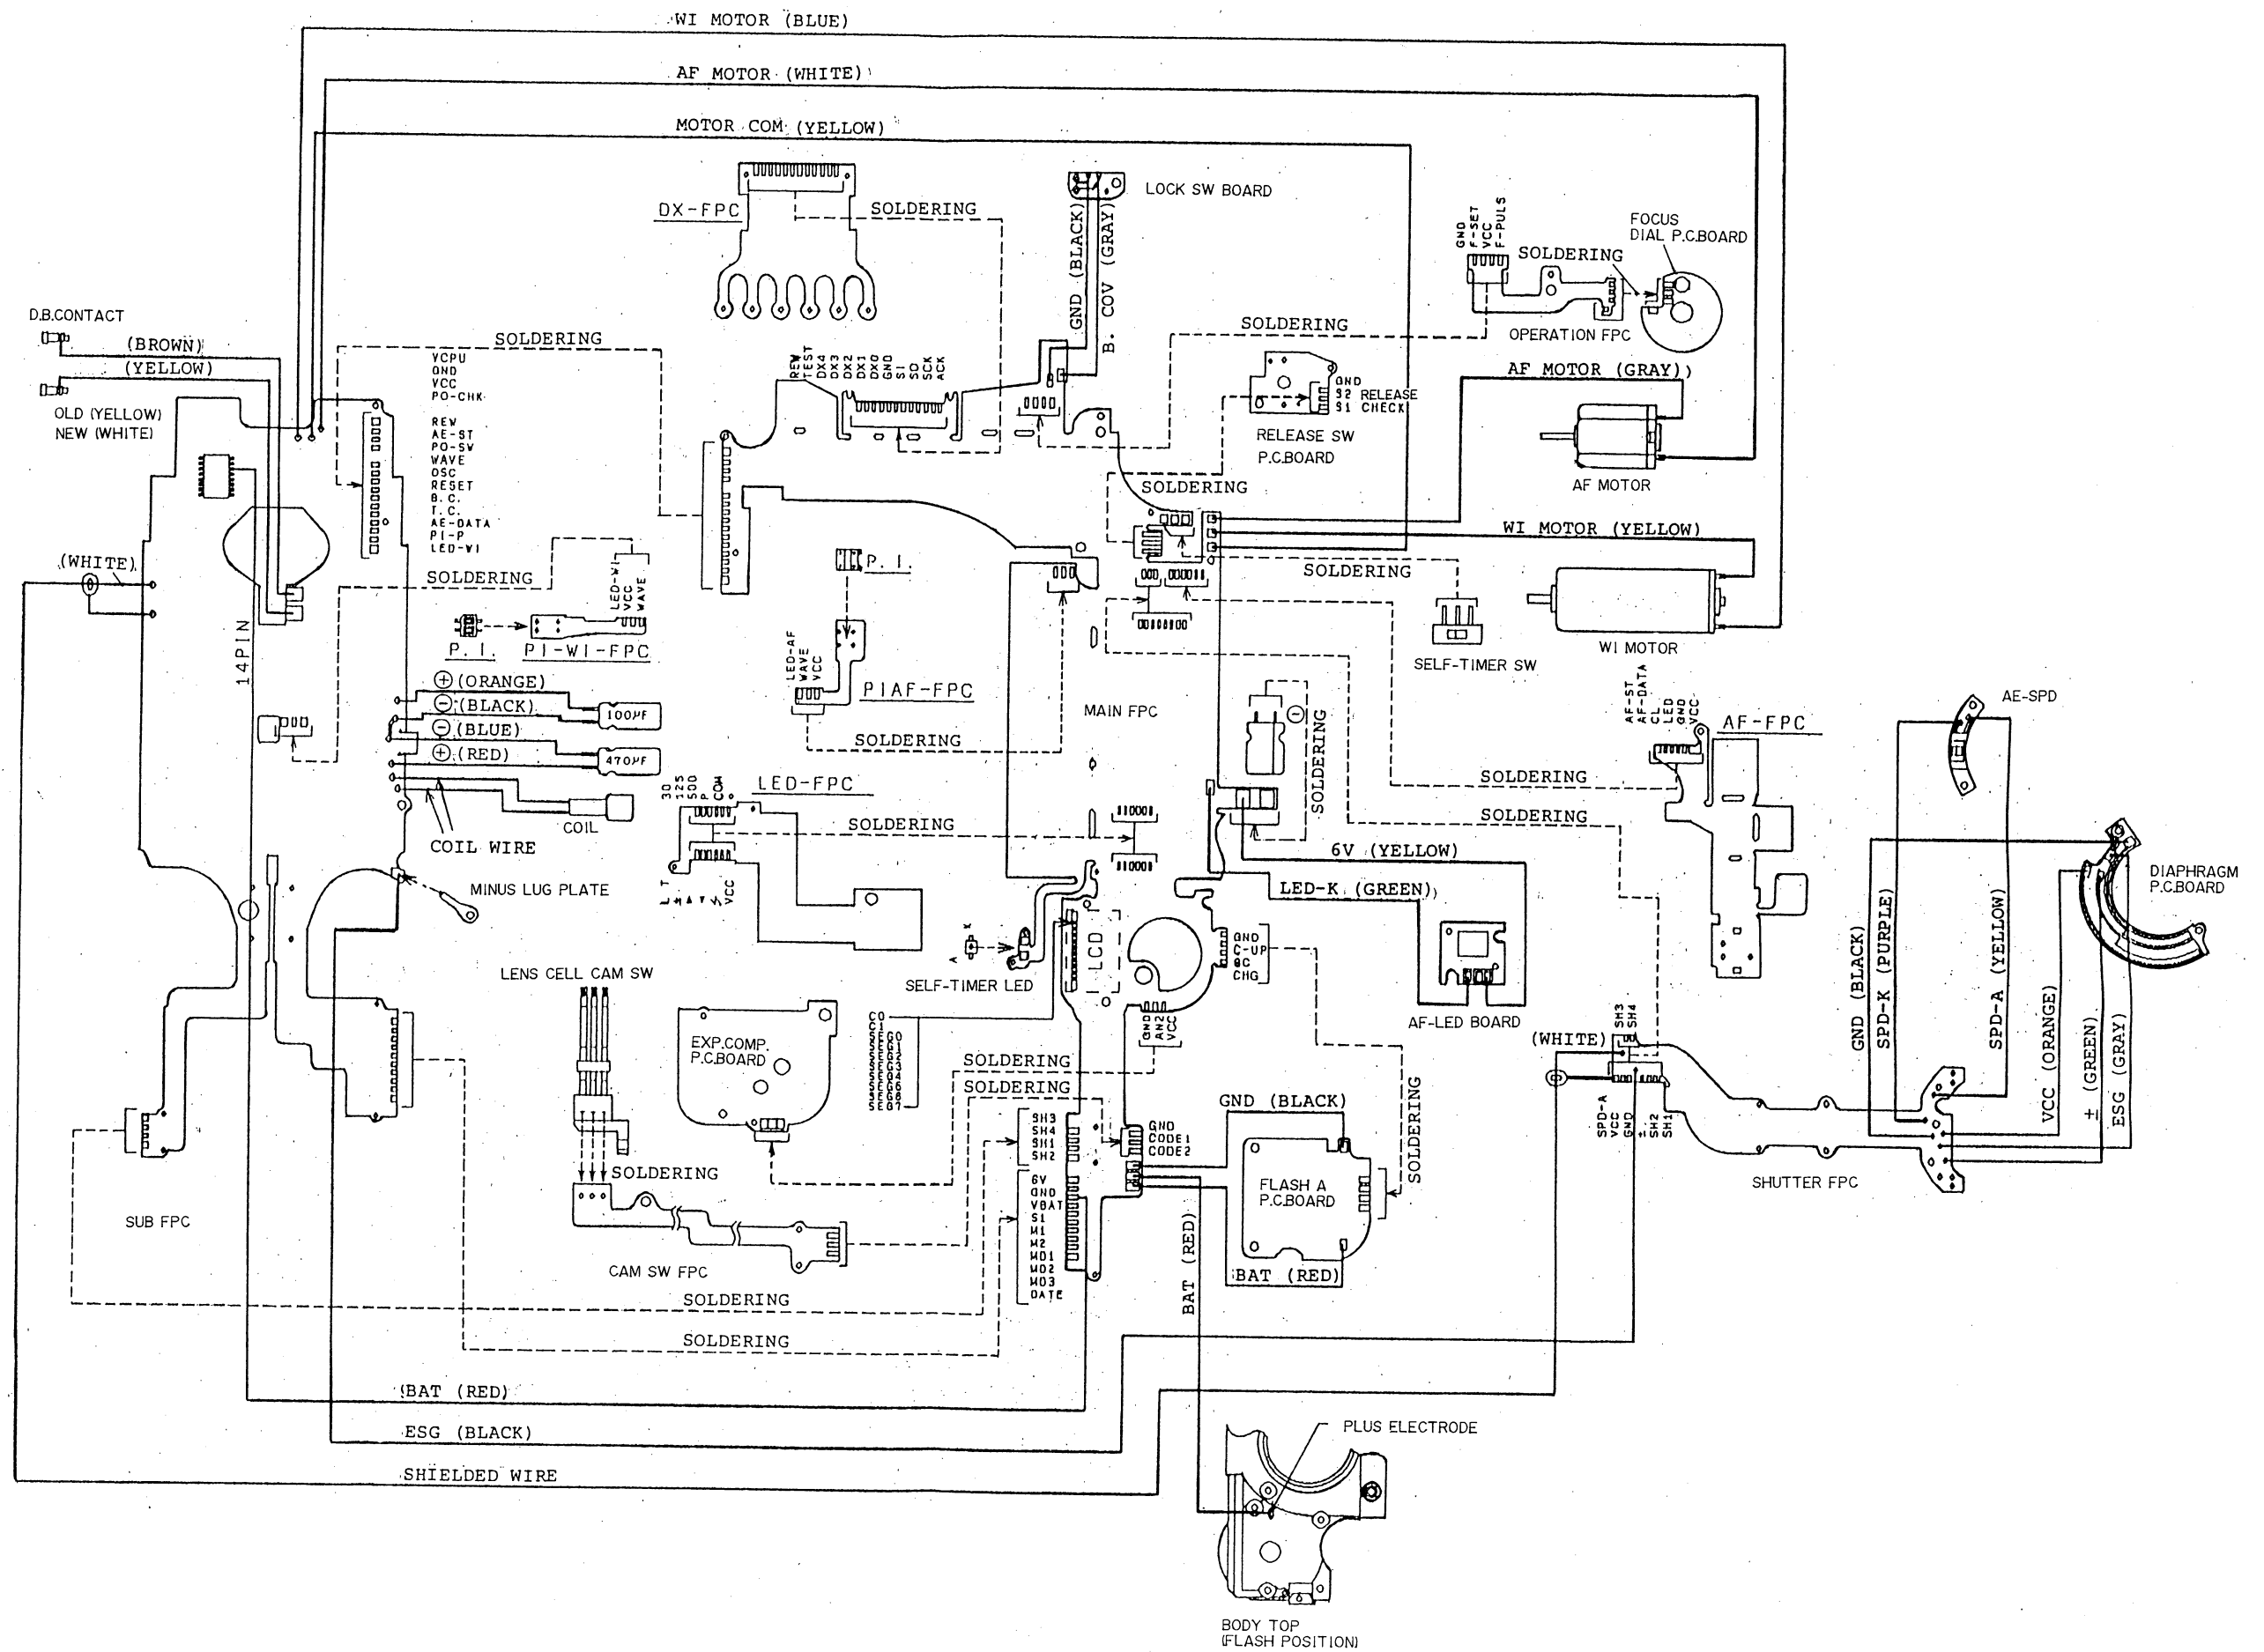 WI MOTOR (BLUE)
AF MOTOR (WHITE)
MOTOR COM (YELLOW)
LOCK SW BOARD
DX-FPC
SOLDERING
GND (BLACK)
B. COV (GRAY)
GND
F-SET
VCC
F-PULS
FOCUS
DIAL P.C.BOARD
SOLDERING
OPERATION FPC
SOLDERING
D.B.CONTACT
(BROWN)
(YELLOW)
OLD (YELLOW)
NEW (WHITE)
SOLDERING
VCPU
GND
VCC
PO-CHK
REW
AE-ST
PO-SW
WAVE
OSC
RESET
B.C.
T.C.
AE-DATA
PI-P
LED-WI
REW
TEST
DX4
DX3
DX2
DX1
DX0
GND
SI
SO
SCK
ACK
GND
S2 RELEASE
S1 CHECK
RELEASE SW
P.C.BOARD
AF MOTOR (GRAY))
AF MOTOR
SOLDERING
WI MOTOR (YELLOW)
SOLDERING
WI MOTOR
SELF-TIMER SW
(WHITE)
14PIN
SOLDERING
LED-WI
VCC
WAVE
P. I.
PI-WI-FPC
P. I.
LED-AF
WAVE
VCC
PIAF-FPC
SOLDERING
MAIN FPC
⊕ (ORANGE)
⊖ (BLACK)
100μF
⊖ (BLUE)
⊕ (RED)
470μF
COIL
COIL WIRE
MINUS LUG PLATE
30
125
500
P
COM
LED-FPC
SOLDERING
L T
VCC
⊖
SOLDERING
AF-ST
AF-DATA
CL
LED
GND
VCC
AF-FPC
SOLDERING
SOLDERING
AE-SPD
DIAPHRAGM
P.C.BOARD
6V (YELLOW)
LED-K (GREEN)
AF-LED BOARD
A
K
SELF-TIMER LED
LCD
GND
C-UP
QC
CHG
GND
AN2
VCC
LENS CELL CAM SW
EXP.COMP.
P.C.BOARD
C0
C1
SEG0
SEG1
SEG2
SEG3
SEG4
SEG6
SEG8
SEG7
SOLDERING
SOLDERING
SH3
SH4
SH1
SH2
GND
CODE1
CODE2
6V
GND
VBAT
S1
M1
M2
MD1
MD2
MD3
DATE
SOLDERING
CAM SW FPC
SUB FPC
SOLDERING
SOLDERING
GND (BLACK)
FLASH A
P.C.BOARD
BAT (RED)
BAT (RED)
SOLDERING
(WHITE)
SH3
SH4
SPD-A
VCC
GND
±
SH2
SH1
SHUTTER FPC
GND (BLACK)
SPD-K (PURPLE)
SPD-A (YELLOW)
VCC (ORANGE)
± (GREEN)
ESG (GRAY)
BAT (RED)
ESG (BLACK)
SHIELDED WIRE
PLUS ELECTRODE
BODY TOP
(FLASH POSITION)